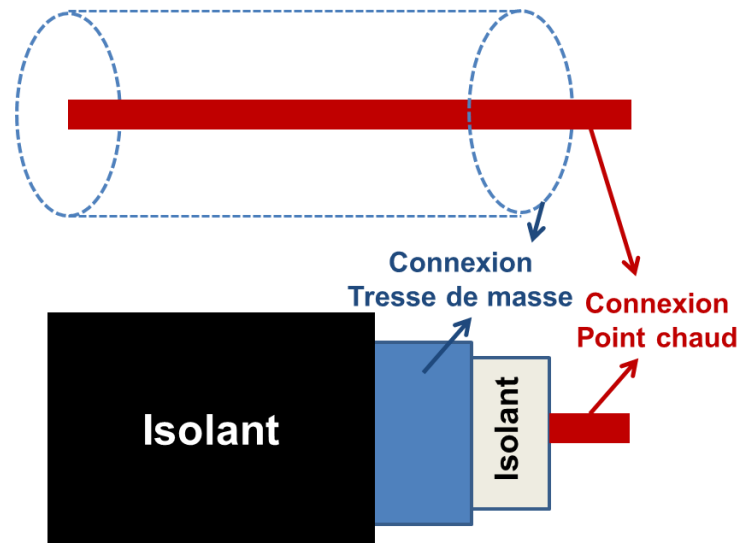 Connexion
Tresse de masse
Connexion
Point chaud
Isolant
Isolant